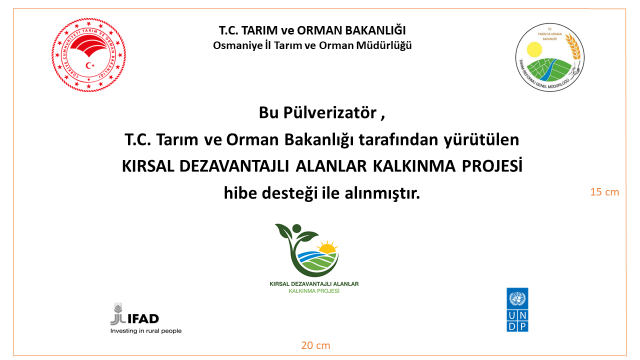 T.C. TARIM ve ORMAN BAKANLIĞI
Osmaniye İl Tarım ve Orman Müdürlüğü
Bu Pülverizatör ,
T.C. Tarım ve Orman Bakanlığı tarafından yürütülen
KIRSAL DEZAVANTAJLI ALANLAR KALKINMA PROJESİ
hibe desteği ile alınmıştır.
15 cm
KIRSAL DEZAVANTAJLI ALANLAR
KALKINMA PROJESİ
IFAD
Investing in rural people
U N
D P
20 cm